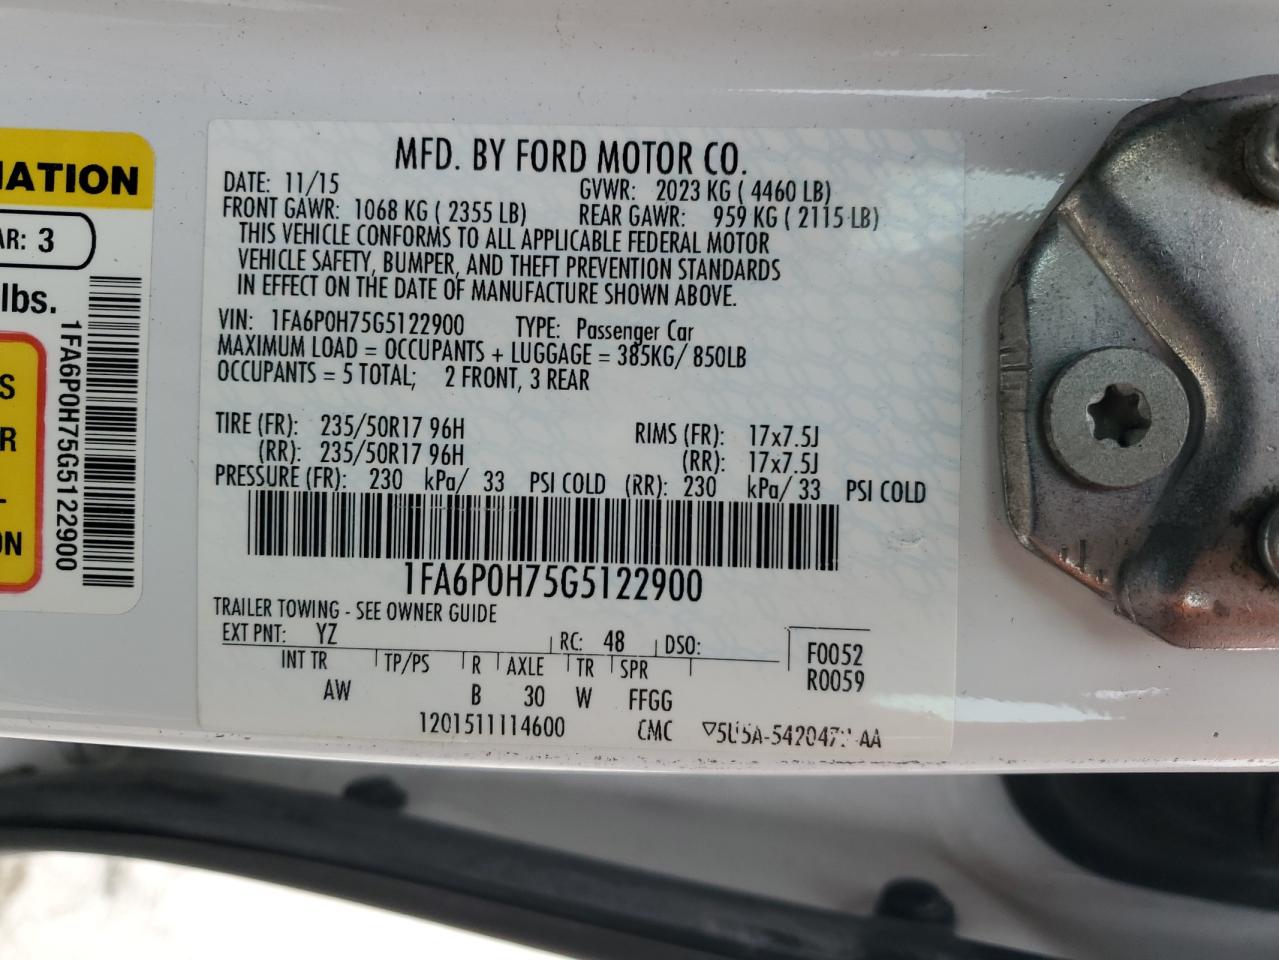 MATION
AR: 3
lbs.
S
R
ON
1FA6P0H75G5122900
MFD. BY FORD MOTOR CO.
DATE: 11/15 GVWR: 2023 KG ( 4460 LB)
FRONT GAWR: 1068 KG ( 2355 LB) REAR GAWR: 959 KG ( 2115 LB)
THIS VEHICLE CONFORMS TO ALL APPLICABLE FEDERAL MOTOR
VEHICLE SAFETY, BUMPER, AND THEFT PREVENTION STANDARDS
IN EFFECT ON THE DATE OF MANUFACTURE SHOWN ABOVE.
VIN: 1FA6P0H75G5122900 TYPE: Passenger Car
MAXIMUM LOAD = OCCUPANTS + LUGGAGE = 385KG/ 850LB
OCCUPANTS = 5 TOTAL; 2 FRONT, 3 REAR
TIRE (FR): 235/50R17 96H RIMS (FR): 17x7.5J
(RR): 235/50R17 96H (RR): 17x7.5J
PRESSURE (FR): 230 kPa/ 33 PSI COLD (RR): 230 kPa/ 33 PSI COLD
1FA6P0H75G5122900
TRAILER TOWING - SEE OWNER GUIDE
EXT PNT: YZ RC: 48 DSO:
F0052
INT TR TP/PS R AXLE TR SPR
R0059
AW B 30 W FFGG
1201511114600 CMC